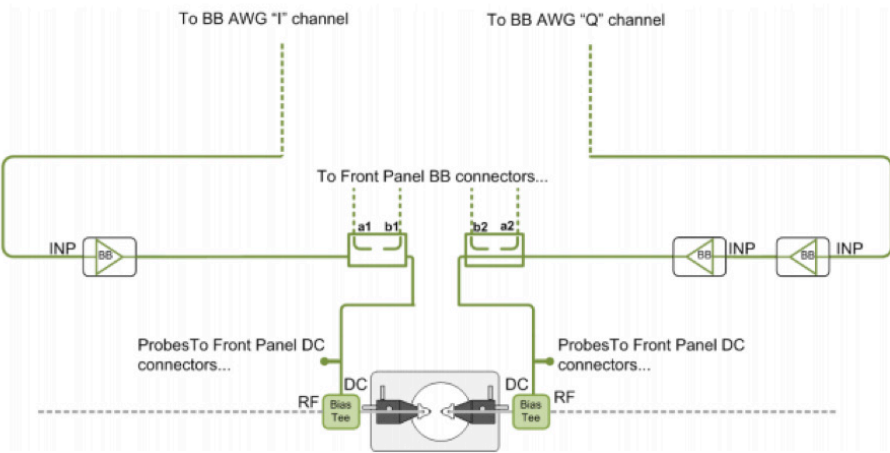 To BB AWG “I” channel
To BB AWG “Q” channel
To Front Panel BB connectors...
a1 b1
b2 a2
INP
BB
BB
INP
BB
INP
ProbesTo Front Panel DC
connectors...
ProbesTo Front Panel DC
connectors...
RF
DC
DC
RF
Bias
Tee
Bias
Tee